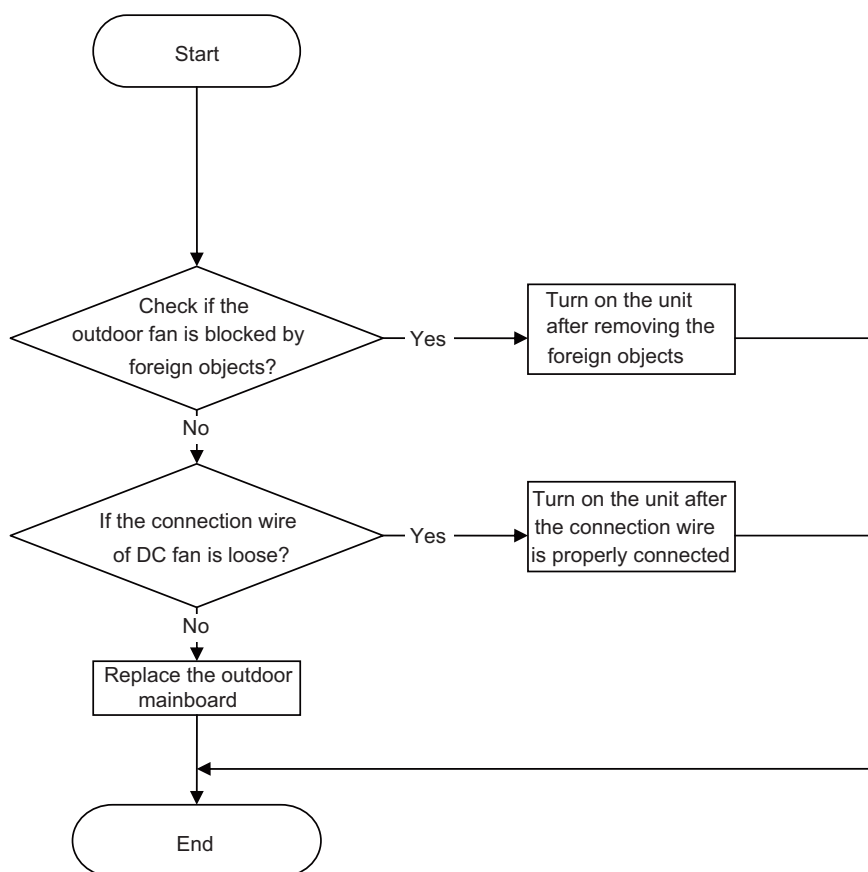 Start
Check if the
outdoor fan is blocked by
foreign objects?
Yes
Turn on the unit
after removing the
foreign objects
No
If the connection wire
of DC fan is loose?
Yes
Turn on the unit after
the connection wire
is properly connected
No
Replace the outdoor
mainboard
End